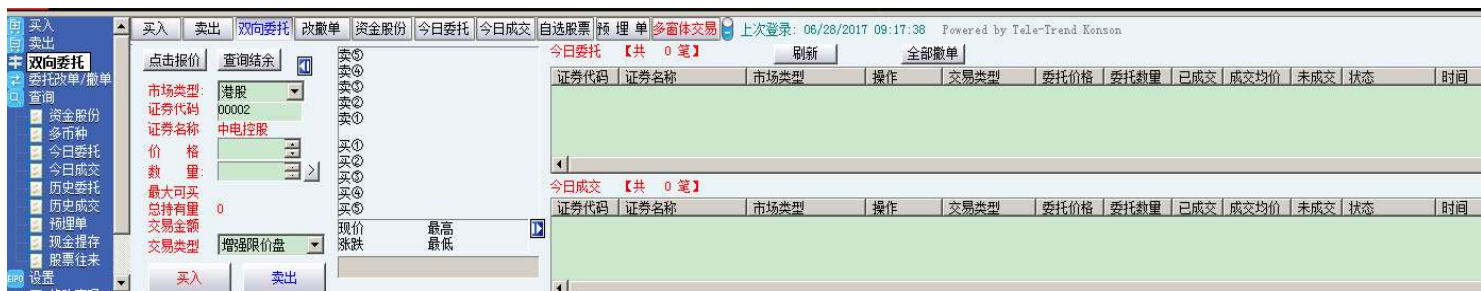 买入
卖出
双向委托
委托改单/撤单
查询
资金股份
多币种
今日委托
今日成交
历史委托
历史成交
预埋单
现金提存
股票往来
设置
买入 卖出 双向委托 改撤单 资金股份 今日委托 今日成交 自选股票 预 埋 单 多窗体交易 上次登录: 06/28/2017 09:17:38 Powered by Tele-Trend Konson
点击报价 查询结余
市场类型: 港股
证券代码 00002
证券名称 中电控股
价 格
数 量:
最大可买
总持有量 0
交易金额
交易类型 增强限价盘
买入 卖出
卖⑤
卖④
卖③
卖②
卖①
买①
买②
买③
买④
买⑤
现价 最高
涨跌 最低
今日委托 【共 0 笔】 刷新 全部撤单
证券代码 证券名称 市场类型 操作 交易类型 委托价格 委托数量 已成交 成交均价 未成交 状态 时间
今日成交 【共 0 笔】
证券代码 证券名称 市场类型 操作 交易类型 委托价格 委托数量 已成交 成交均价 未成交 状态 时间